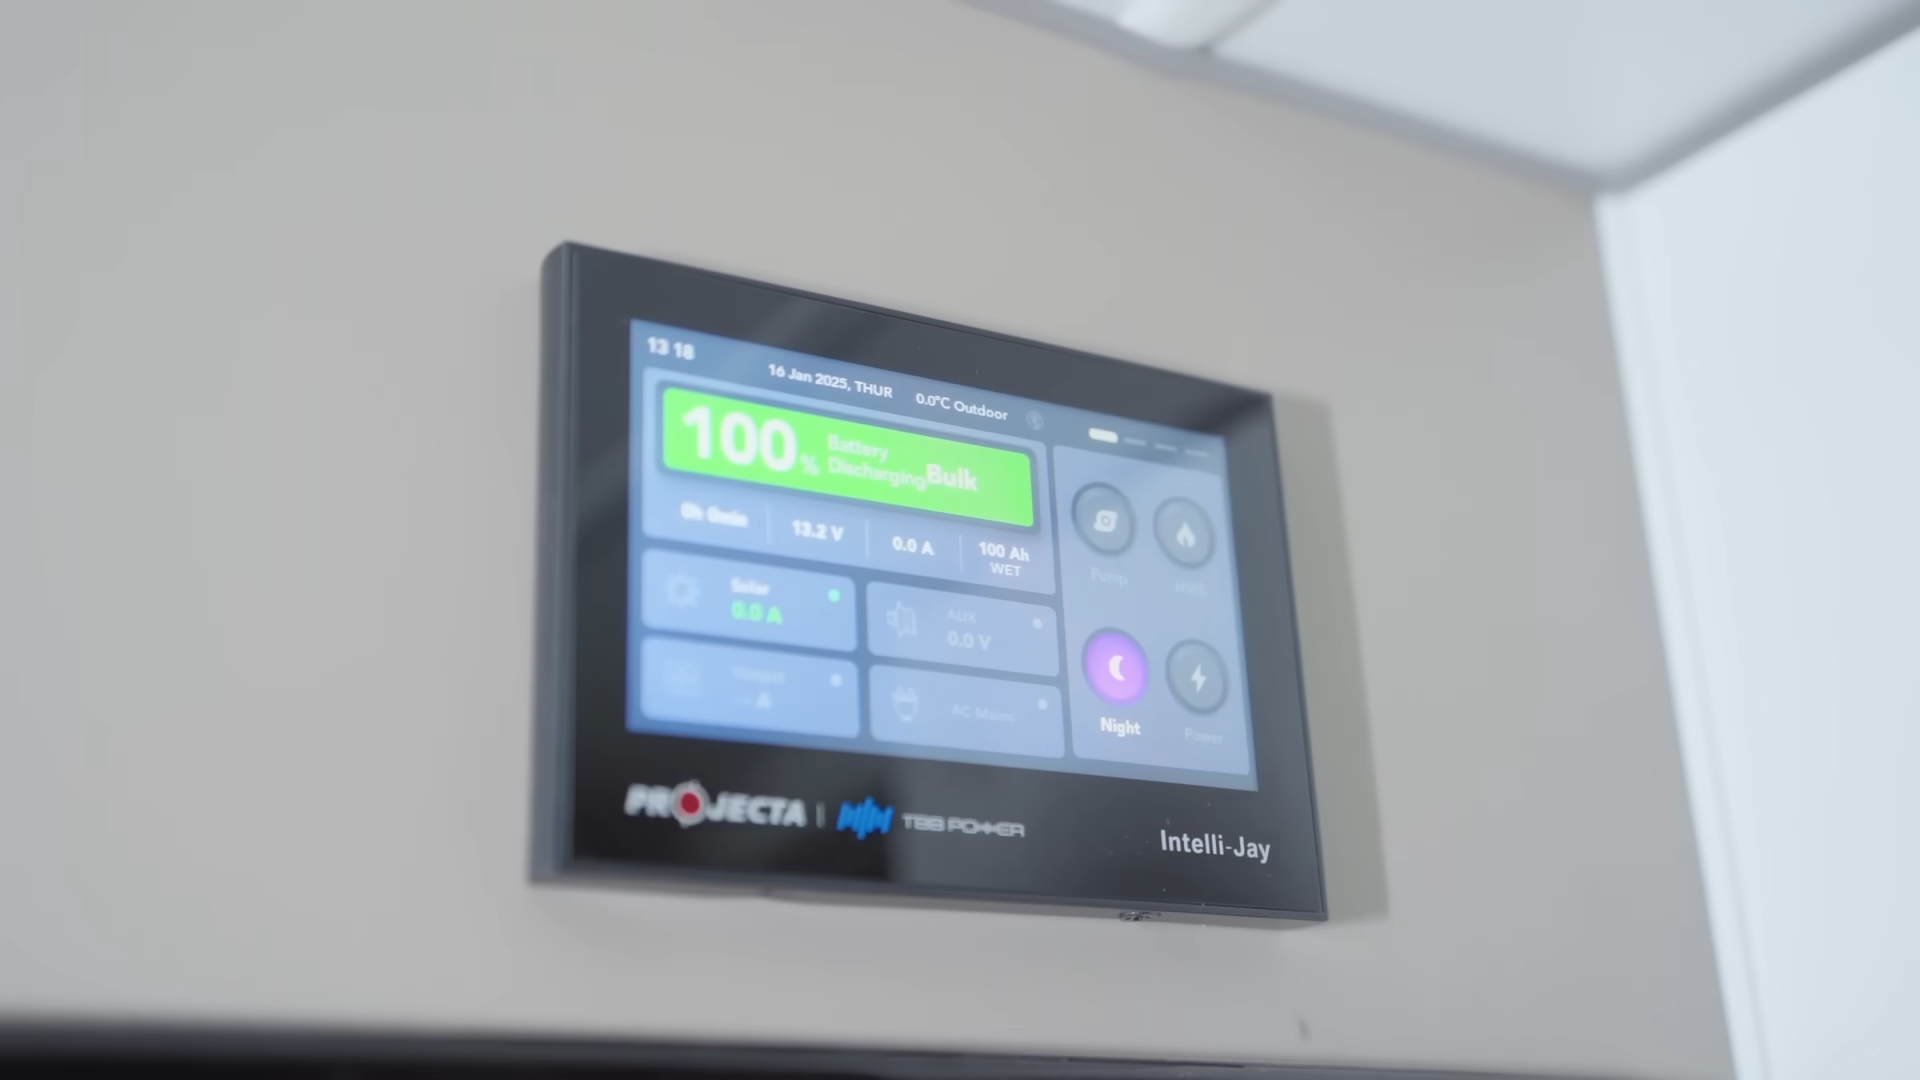 13 18
16 Jan 2025, THUR
0.0°C Outdoor
100 %
Battery
Discharging
Bulk
0h 0min
13.2 V
0.0 A
100 Ah
WET
Solar
0.0 A
AUX
0.0 V
A
AC Mains
Pump
Night
Power
PROJECTA | TBB POWER
Intelli-Jay